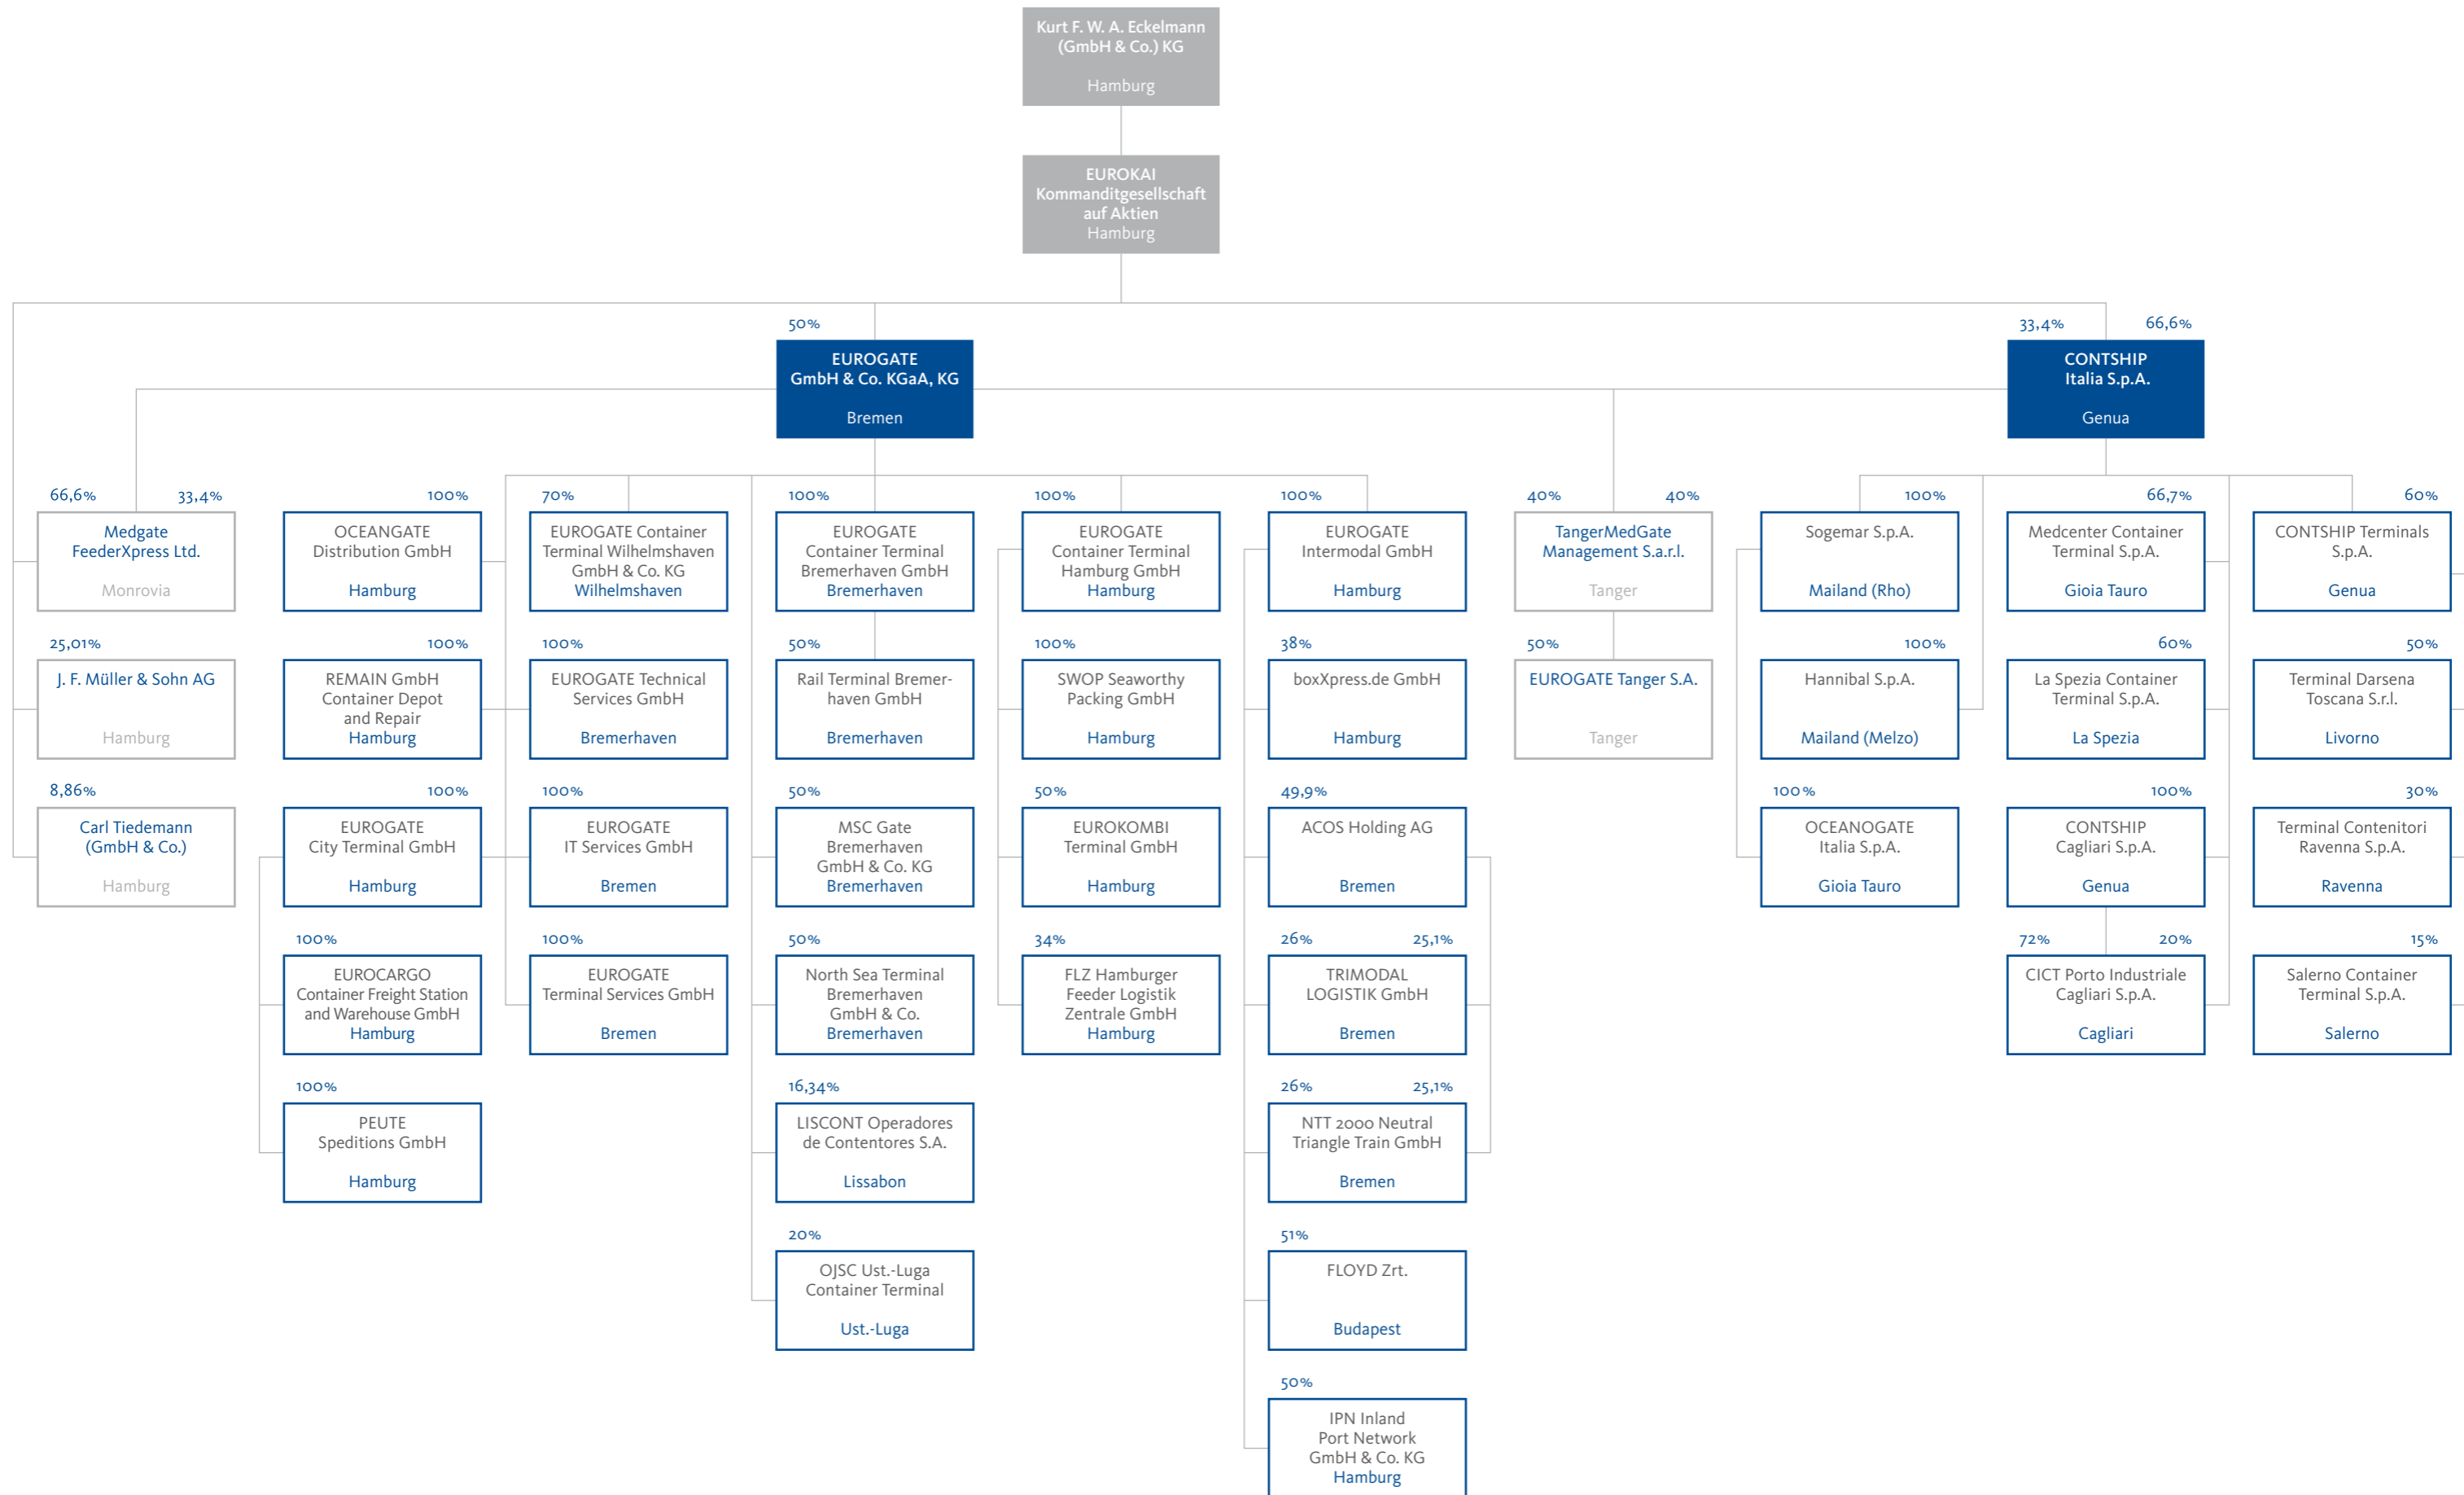 Kurt F. W. A. Eckelmann
(GmbH & Co.) KG
Hamburg
EUROKAI
Kommanditgesellschaft
auf Aktien
Hamburg
50%
EUROGATE
GmbH & Co. KGaA, KG
Bremen
33,4%
66,6%
CONTSHIP
Italia S.p.A.
Genua
66,6%
33,4%
Medgate
FeederXpress Ltd.
Monrovia
25,01%
J. F. Müller & Sohn AG
Hamburg
8,86%
Carl Tiedemann
(GmbH & Co.)
Hamburg
100%
OCEANGATE
Distribution GmbH
Hamburg
100%
REMAIN GmbH
Container Depot
and Repair
Hamburg
100%
EUROGATE
City Terminal GmbH
Hamburg
100%
EUROCARGO
Container Freight Station
and Warehouse GmbH
Hamburg
100%
PEUTE
Speditions GmbH
Hamburg
70%
EUROGATE Container
Terminal Wilhelmshaven
GmbH & Co. KG
Wilhelmshaven
100%
EUROGATE Technical
Services GmbH
Bremerhaven
100%
EUROGATE
IT Services GmbH
Bremen
100%
EUROGATE
Terminal Services GmbH
Bremen
100%
EUROGATE
Container Terminal
Bremerhaven GmbH
Bremerhaven
50%
Rail Terminal Bremer-
haven GmbH
Bremerhaven
50%
MSC Gate
Bremerhaven
GmbH & Co. KG
Bremerhaven
50%
North Sea Terminal
Bremerhaven
GmbH & Co.
Bremerhaven
16,34%
LISCONT Operadores
de Contentores S.A.
Lissabon
20%
OJSC Ust.-Luga
Container Terminal
Ust.-Luga
100%
EUROGATE
Container Terminal
Hamburg GmbH
Hamburg
100%
SWOP Seaworthy
Packing GmbH
Hamburg
50%
EUROKOMBI
Terminal GmbH
Hamburg
34%
FLZ Hamburger
Feeder Logistik
Zentrale GmbH
Hamburg
100%
EUROGATE
Intermodal GmbH
Hamburg
38%
boxXpress.de GmbH
Hamburg
49,9%
ACOS Holding AG
Bremen
26%
25,1%
TRIMODAL
LOGISTIK GmbH
Bremen
26%
25,1%
NTT 2000 Neutral
Triangle Train GmbH
Bremen
51%
FLOYD Zrt.
Budapest
50%
IPN Inland
Port Network
GmbH & Co. KG
Hamburg
40%
40%
TangerMedGate
Management S.a.r.l.
Tanger
50%
EUROGATE Tanger S.A.
Tanger
100%
Sogemar S.p.A.
Mailand (Rho)
100%
Hannibal S.p.A.
Mailand (Melzo)
100%
OCEANOGATE
Italia S.p.A.
Gioia Tauro
66,7%
Medcenter Container
Terminal S.p.A.
Gioia Tauro
60%
La Spezia Container
Terminal S.p.A.
La Spezia
100%
CONTSHIP
Cagliari S.p.A.
Genua
72%
20%
CICT Porto Industriale
Cagliari S.p.A.
Cagliari
60%
CONTSHIP Terminals
S.p.A.
Genua
50%
Terminal Darsena
Toscana S.r.l.
Livorno
30%
Terminal Contenitori
Ravenna S.p.A.
Ravenna
15%
Salerno Container
Terminal S.p.A.
Salerno